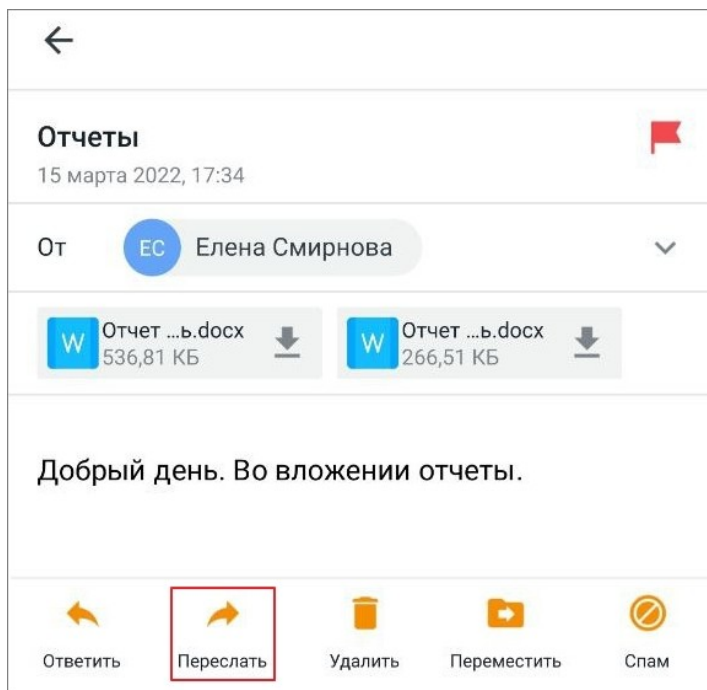 Отчеты
15 марта 2022, 17:34
От ЕС Елена Смирнова
W Отчет ...ь.docx W Отчет ...ь.docx
536,81 КБ 266,51 КБ
Добрый день. Во вложении отчеты.
Ответить Переслать Удалить Переместить Спам